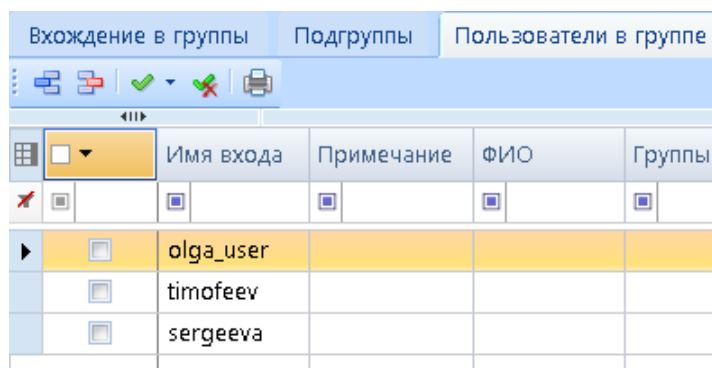 Вхождение в группы Подгруппы Пользователи в группе
Имя входа Примечание ФИО Группы
olga_user
timofeev
sergeeva